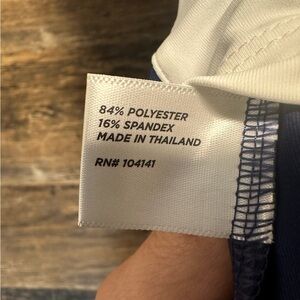 84% POLYESTER
16% SPANDEX
MADE IN THAILAND
RN# 104141